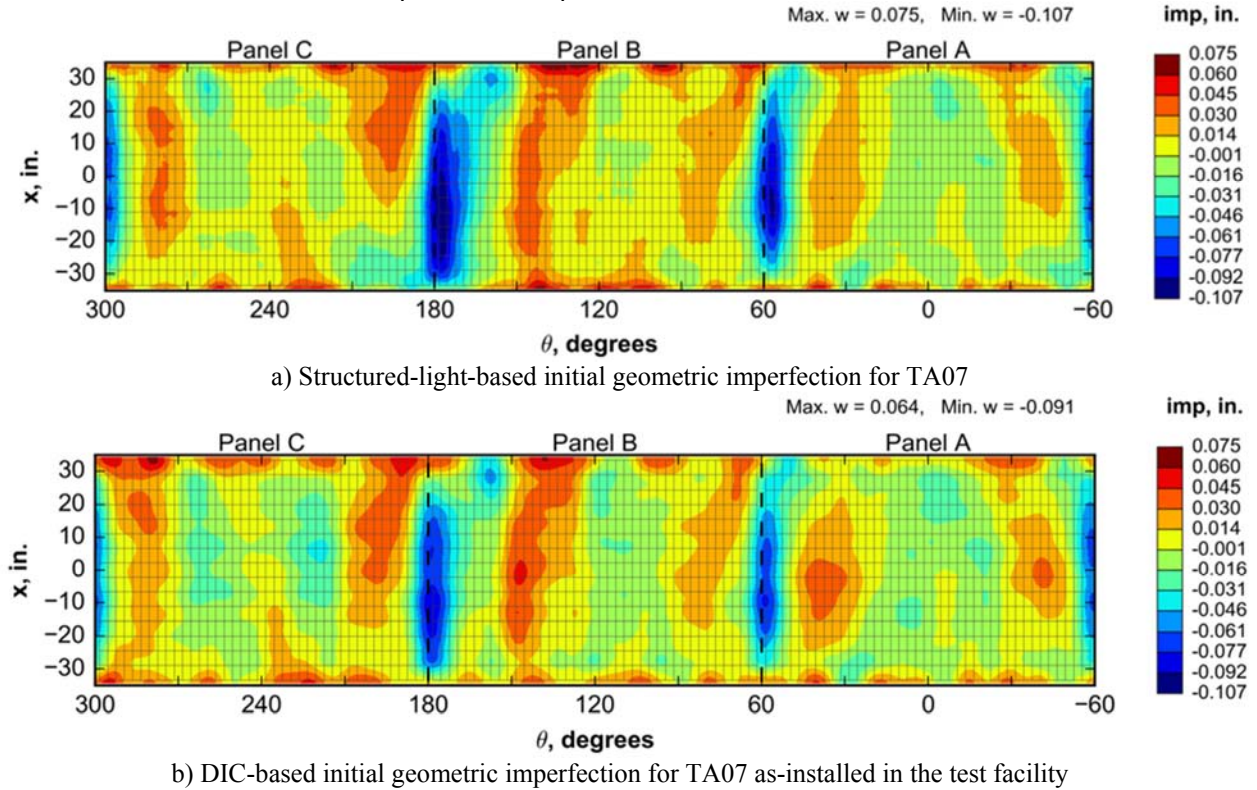 Max. w = 0.075, Min. w = -0.107
imp, in.
Panel C Panel B Panel A
0.075
0.060
0.045
0.030
0.014
-0.001
-0.016
-0.031
-0.046
-0.061
-0.077
-0.092
-0.107
30
20
10
0
−10
−20
−30
x, in.
300 240 180 120 60 0 −60
θ, degrees
a) Structured-light-based initial geometric imperfection for TA07
Max. w = 0.064, Min. w = -0.091
imp, in.
Panel C Panel B Panel A
0.075
0.060
0.045
0.030
0.014
-0.001
-0.016
-0.031
-0.046
-0.061
-0.077
-0.092
-0.107
30
20
10
0
−10
−20
−30
x, in.
300 240 180 120 60 0 −60
θ, degrees
b) DIC-based initial geometric imperfection for TA07 as-installed in the test facility